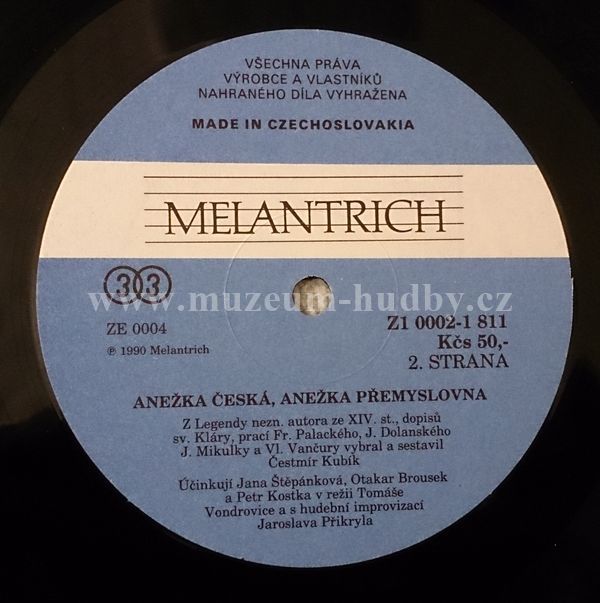 VŠECHNA PRÁVA
VÝROBCE A VLASTNÍKŮ
NAHRANÉHO DÍLA VYHRAŽENA
MADE IN CZECHOSLOVAKIA
MELANTRICH
33
www.muzeum-hudby.cz
ZE 0004
℗ 1990 Melantrich
Z1 0002-1 811
Kčs 50,-
2. STRANA
ANEŽKA ČESKÁ, ANEŽKA PŘEMYSLOVNA
Z Legendy nezn. autora ze XIV. st., dopisů
sv. Kláry, prací Fr. Palackého, J. Dolanského
J. Mikulky a Vl. Vančury vybral a sestavil
Čestmír Kubík
Účinkují Jana Štěpánková, Otakar Brousek
a Petr Kostka v režii Tomáše
Vondrovice a s hudební improvizací
Jaroslava Přikryla